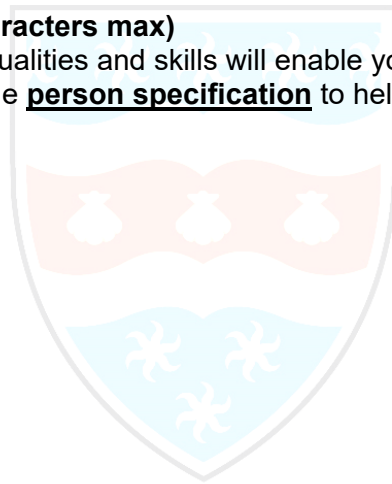 racters max)
ualities and skills will enable yo
e person specification to hel